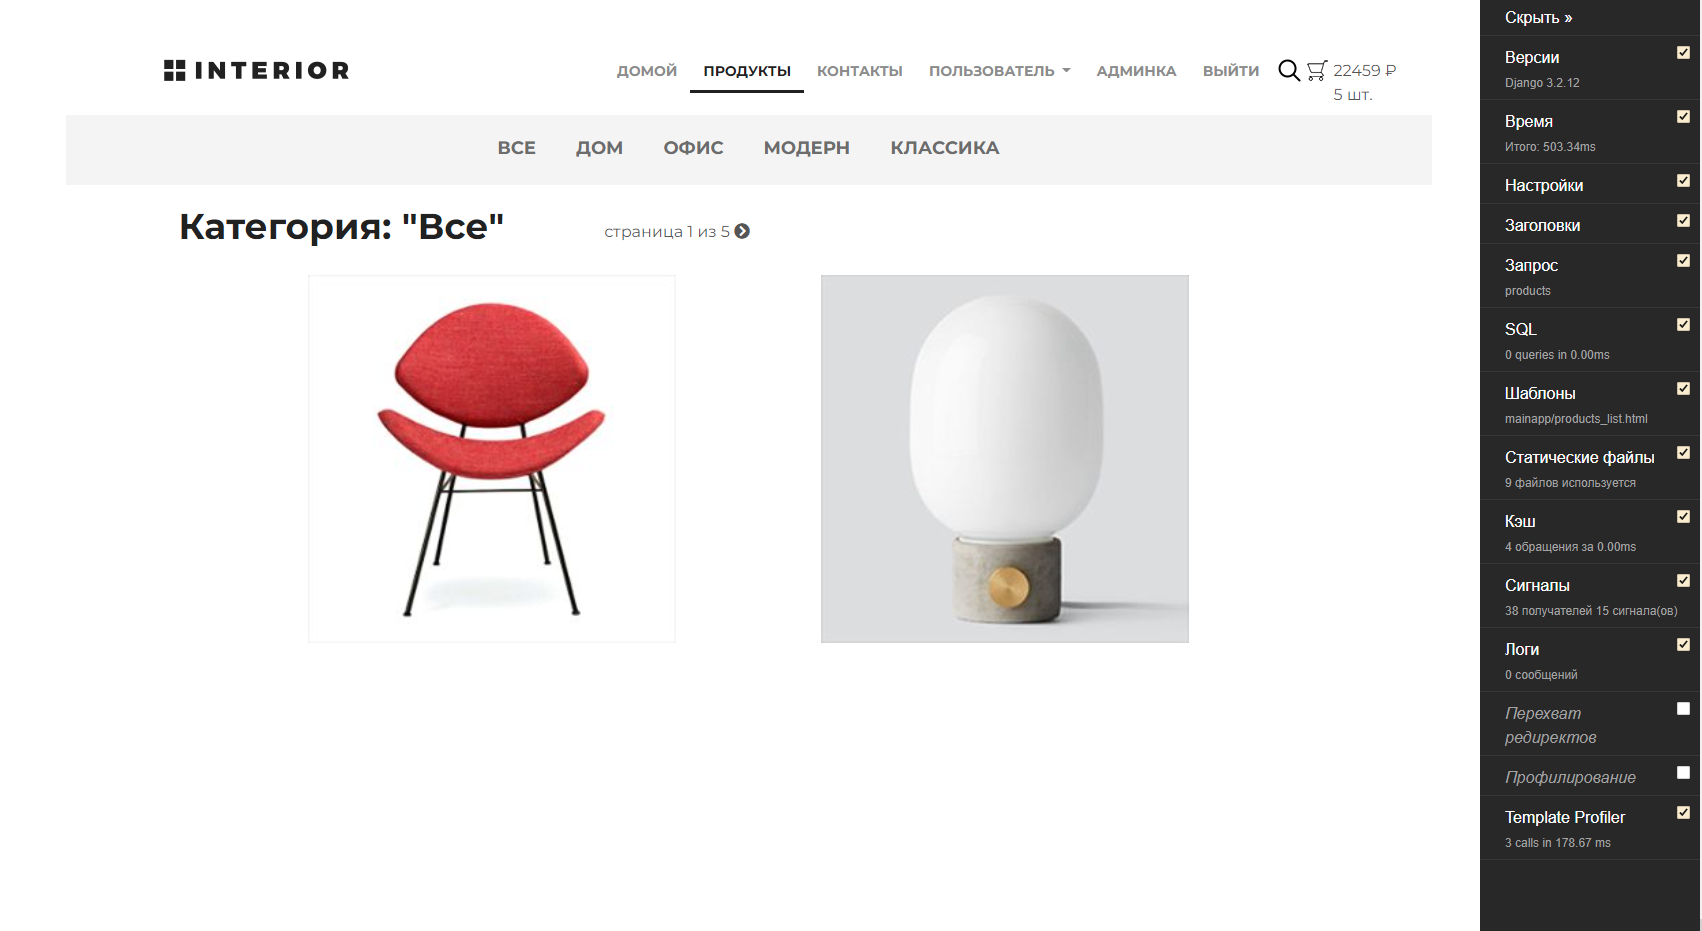 INTERIOR
ДОМОЙ ПРОДУКТЫ КОНТАКТЫ ПОЛЬЗОВАТЕЛЬ АДМИНКА ВЫЙТИ 22459 ₽
5 шт.
ВСЕ ДОМ ОФИС МОДЕРН КЛАССИКА
Категория: "Все" страница 1 из 5
Скрыть »
Версии
Django 3.2.12
Время
Итого: 503.34ms
Настройки
Заголовки
Запрос
products
SQL
0 queries in 0.00ms
Шаблоны
mainapp/products_list.html
Статические файлы
9 файлов используется
Кэш
4 обращения за 0.00ms
Сигналы
38 получателей 15 сигнала(ов)
Логи
0 сообщений
Перехват
редиректов
Профилирование
Template Profiler
3 calls in 178.67 ms